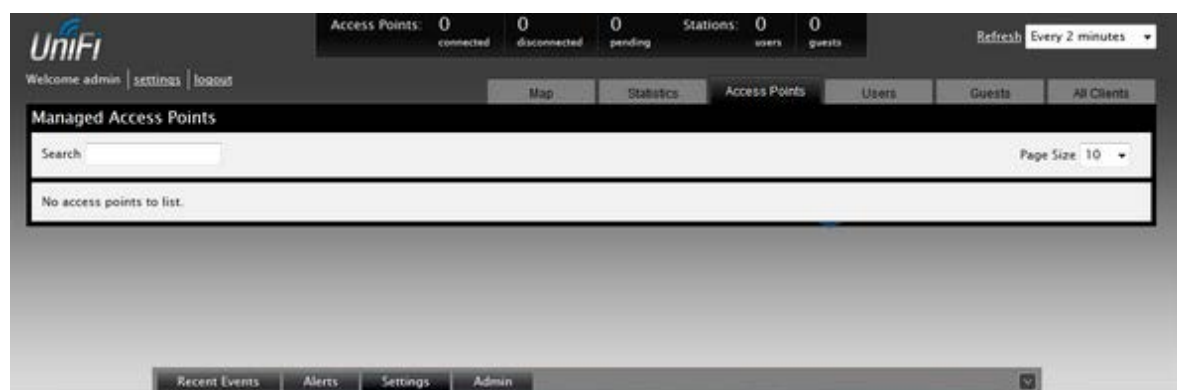 UniFi
Access Points: 0 connected 0 disconnected 0 pending Stations: 0 users 0 guests
Refresh Every 2 minutes
Welcome admin settings logout
Map Statistics Access Points Users Guests All Clients
Managed Access Points
Search
Page Size 10
No access points to list.
Recent Events Alerts Settings Admin